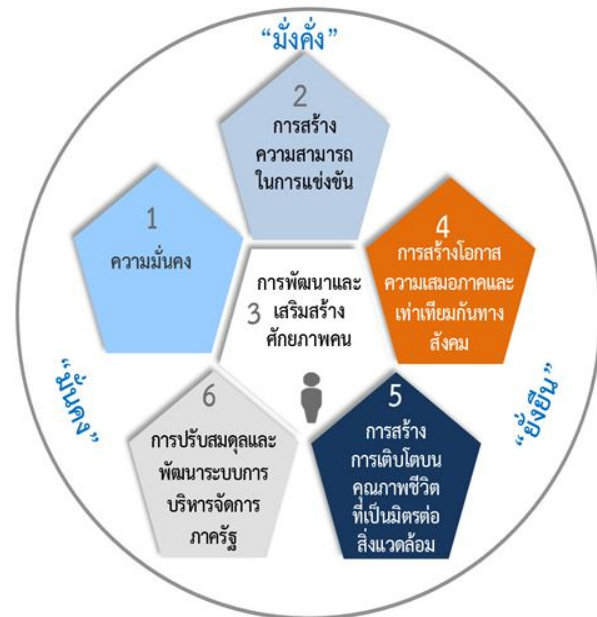 “มั่งคั่ง”
2
การสร้าง
ความสามารถ
ในการแข่งขัน
1
ความมั่นคง
4
การสร้างโอกาส
ความเสมอภาคและ
เท่าเทียมกันทาง
สังคม
การพัฒนาและ
3 เสริมสร้าง
ศักยภาพคน
“มั่นคง”
“ยั่งยืน”
6
การปรับสมดุลและ
พัฒนาระบบการ
บริหารจัดการ
ภาครัฐ
5
การสร้าง
การเติบโตบน
คุณภาพชีวิต
ที่เป็นมิตรต่อ
สิ่งแวดล้อม